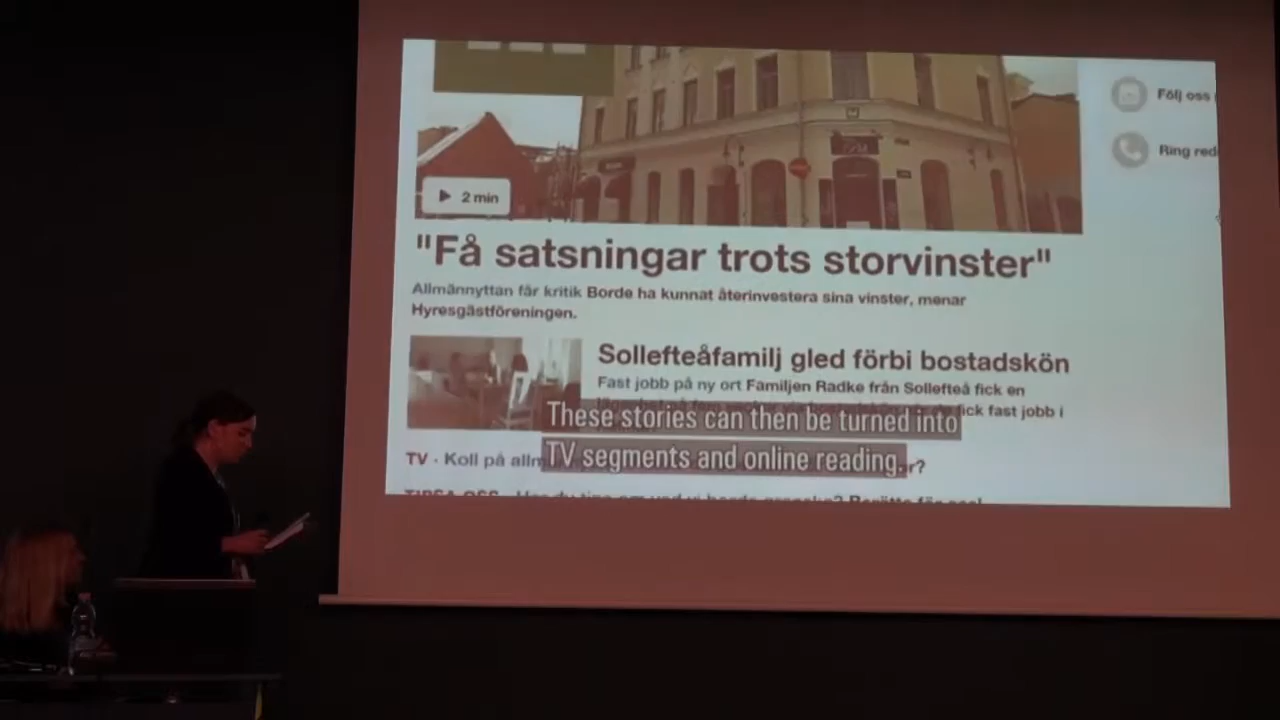 Följ oss
Ring red
2 min
"Få satsningar trots storvinster"
Allmännyttan får kritik Borde ha kunnat återinvestera sina vinster, menar
Hyresgästföreningen.
Sollefteåfamilj gled förbi bostadskön
Fast jobb på ny ort Familjen Radke från Sollefteå fick en
fick fast jobb i
These stories can then be turned into
TV segments and online reading.
TV · Koll på allm
r?